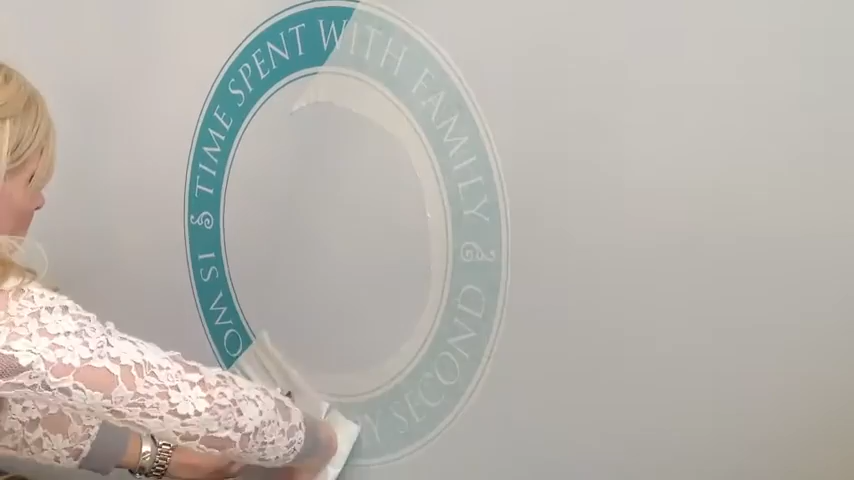 TIME SPENT WITH FAMILY &
SECOND
IS